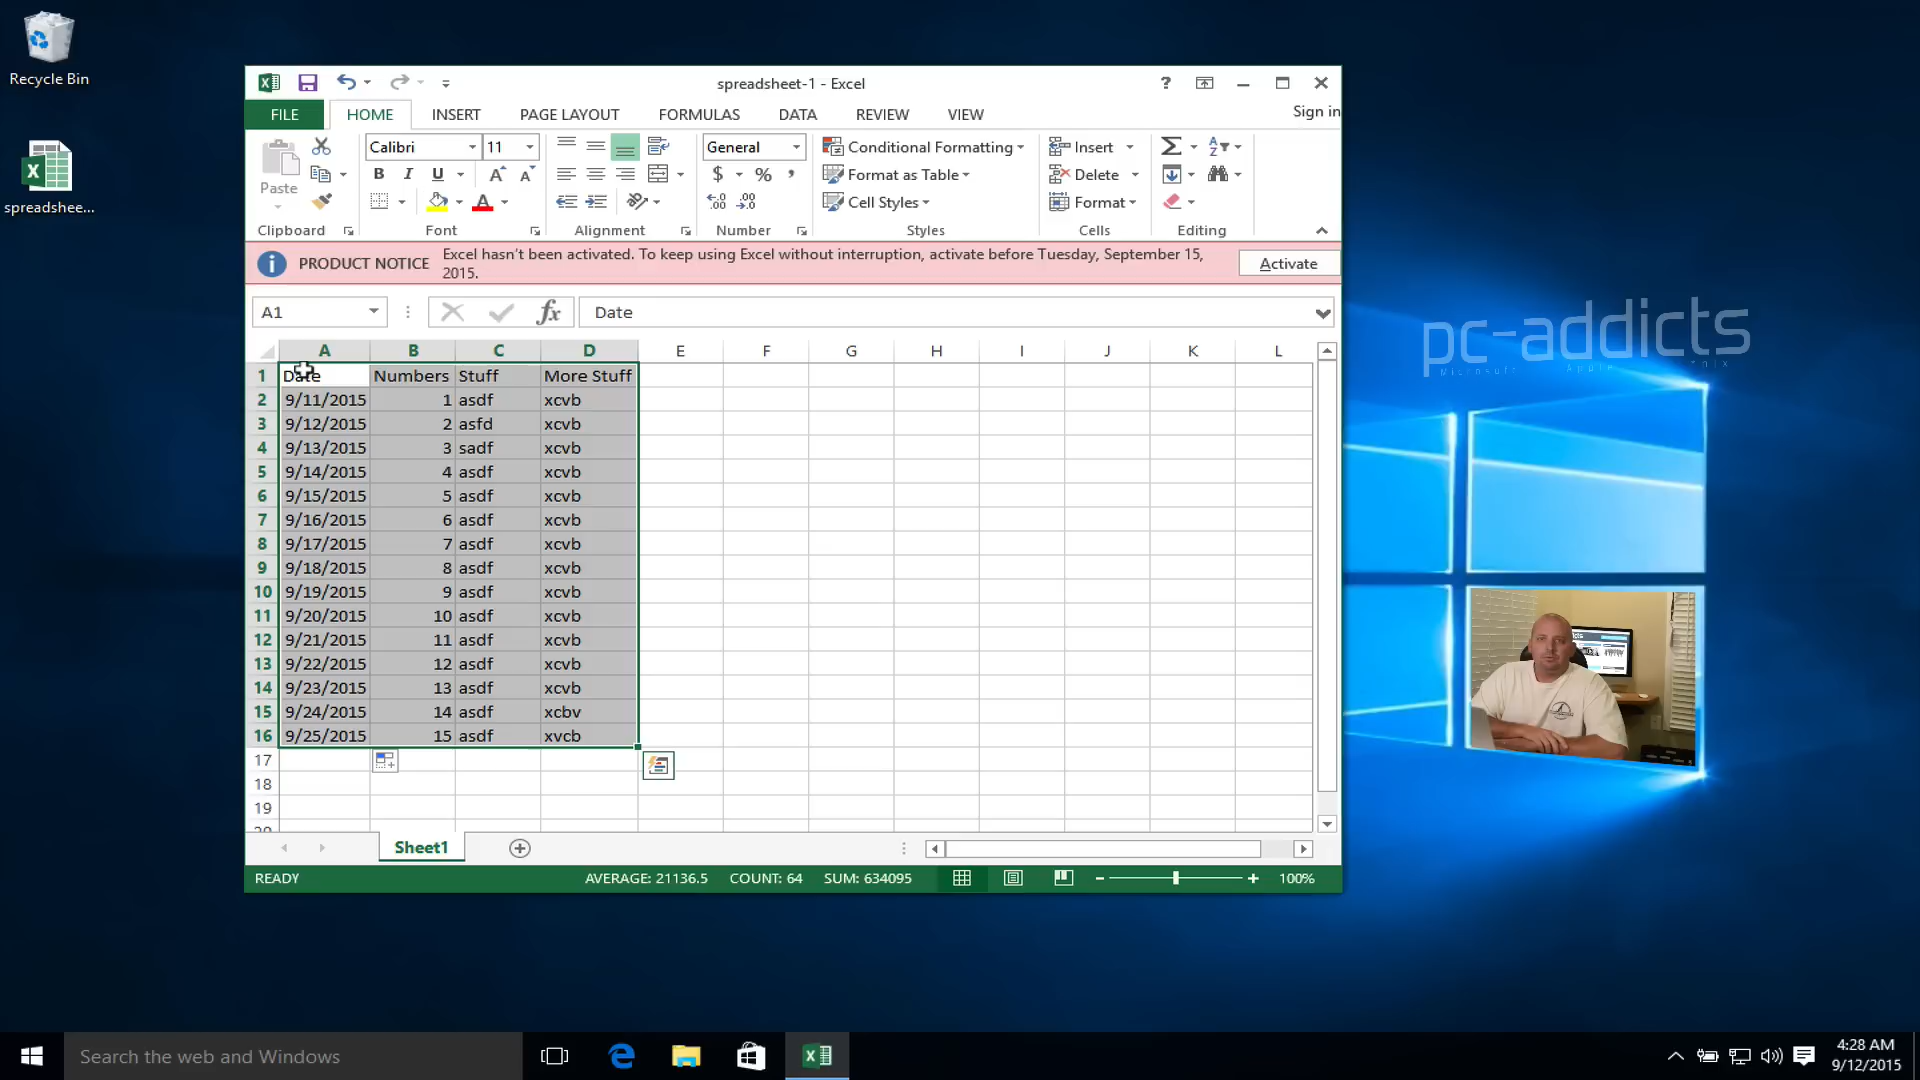 Recycle Bin
spreadshee...
spreadsheet-1 - Excel
?
FILE HOME INSERT PAGE LAYOUT FORMULAS DATA REVIEW VIEW Sign in
Paste
Calibri 11
B I U
General
$ % ,
Conditional Formatting
Format as Table
Cell Styles
Insert
Delete
Format
Clipboard Font Alignment Number Styles Cells Editing
PRODUCT NOTICE Excel hasn't been activated. To keep using Excel without interruption, activate before Tuesday, September 15, 2015. Activate
A1 fx Date
A B C D E F G H I J K L
1 Date Numbers Stuff More Stuff
2 9/11/2015 1 asdf xcvb
3 9/12/2015 2 asfd xcvb
4 9/13/2015 3 sadf xcvb
5 9/14/2015 4 asdf xcvb
6 9/15/2015 5 asdf xcvb
7 9/16/2015 6 asdf xcvb
8 9/17/2015 7 asdf xcvb
9 9/18/2015 8 asdf xcvb
10 9/19/2015 9 asdf xcvb
11 9/20/2015 10 asdf xcvb
12 9/21/2015 11 asdf xcvb
13 9/22/2015 12 asdf xcvb
14 9/23/2015 13 asdf xcvb
15 9/24/2015 14 asdf xcbv
16 9/25/2015 15 asdf xvcb
17
18
19
Sheet1
READY AVERAGE: 21136.5 COUNT: 64 SUM: 634095 100%
pc-addicts
Microsoft Apple
Search the web and Windows
4:28 AM
9/12/2015